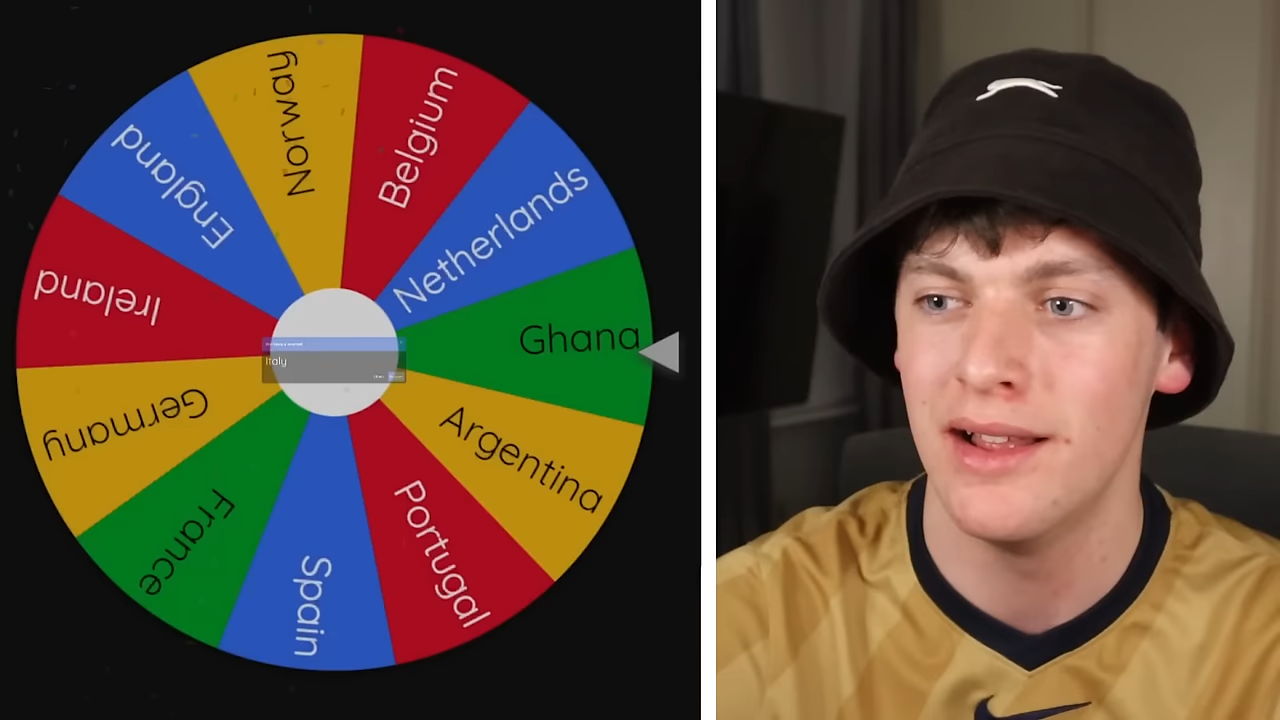 Norway
Belgium
England
Netherlands
Ireland
Ghana
Italy
Germany
Argentina
France
Portugal
Spain